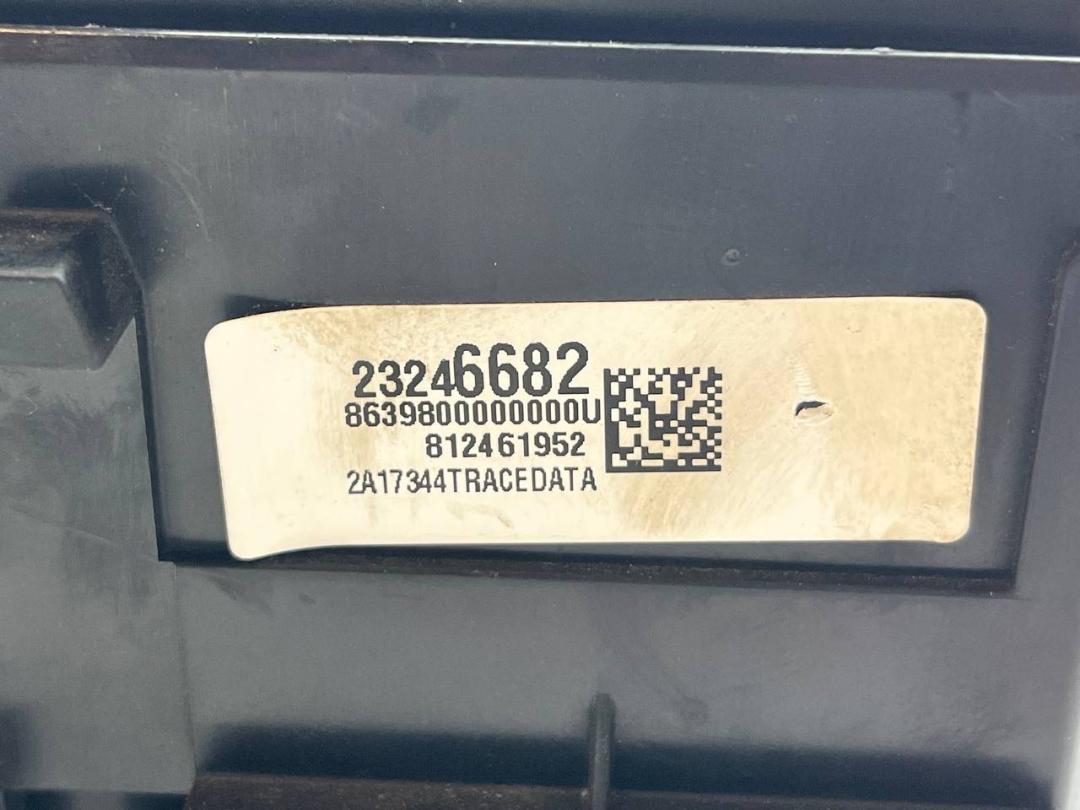 23246682
8639800000000U
812461952
2A17344TRACEDATA